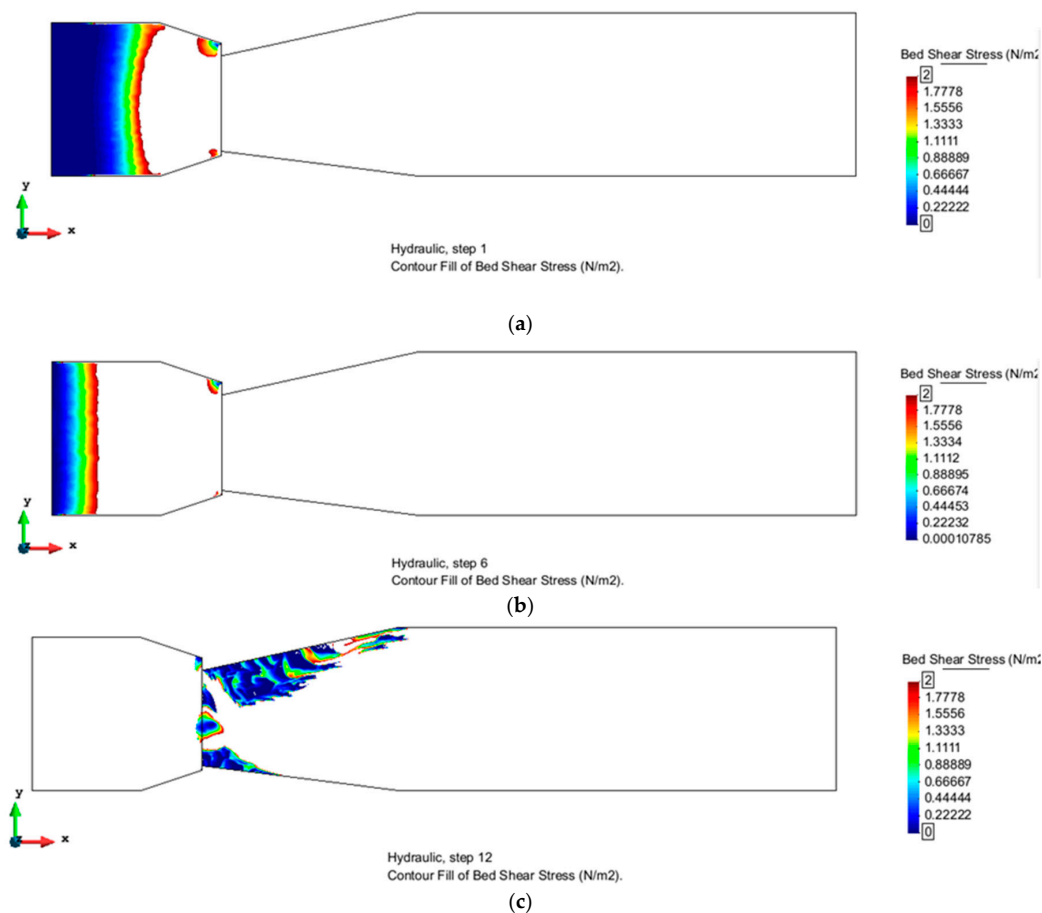 Bed Shear Stress (N/m2
2
1.7778
1.5556
1.3333
1.1111
0.88889
0.66667
0.44444
0.22222
0
y
x
Hydraulic, step 1
Contour Fill of Bed Shear Stress (N/m2).
(a)
Bed Shear Stress (N/m2
2
1.7778
1.5556
1.3334
1.1112
0.88895
0.66674
0.44453
0.22232
0.00010785
y
x
Hydraulic, step 6
Contour Fill of Bed Shear Stress (N/m2).
(b)
Bed Shear Stress (N/m2
2
1.7778
1.5556
1.3333
1.1111
0.88889
0.66667
0.44444
0.22222
0
y
x
Hydraulic, step 12
Contour Fill of Bed Shear Stress (N/m2).
(c)